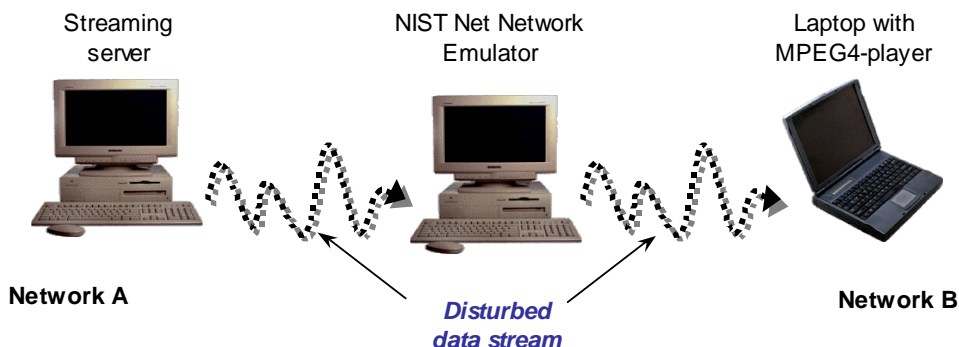 Streaming
server
NIST Net Network
Emulator
Laptop with
MPEG4-player
Network A
Disturbed
data stream
Network B